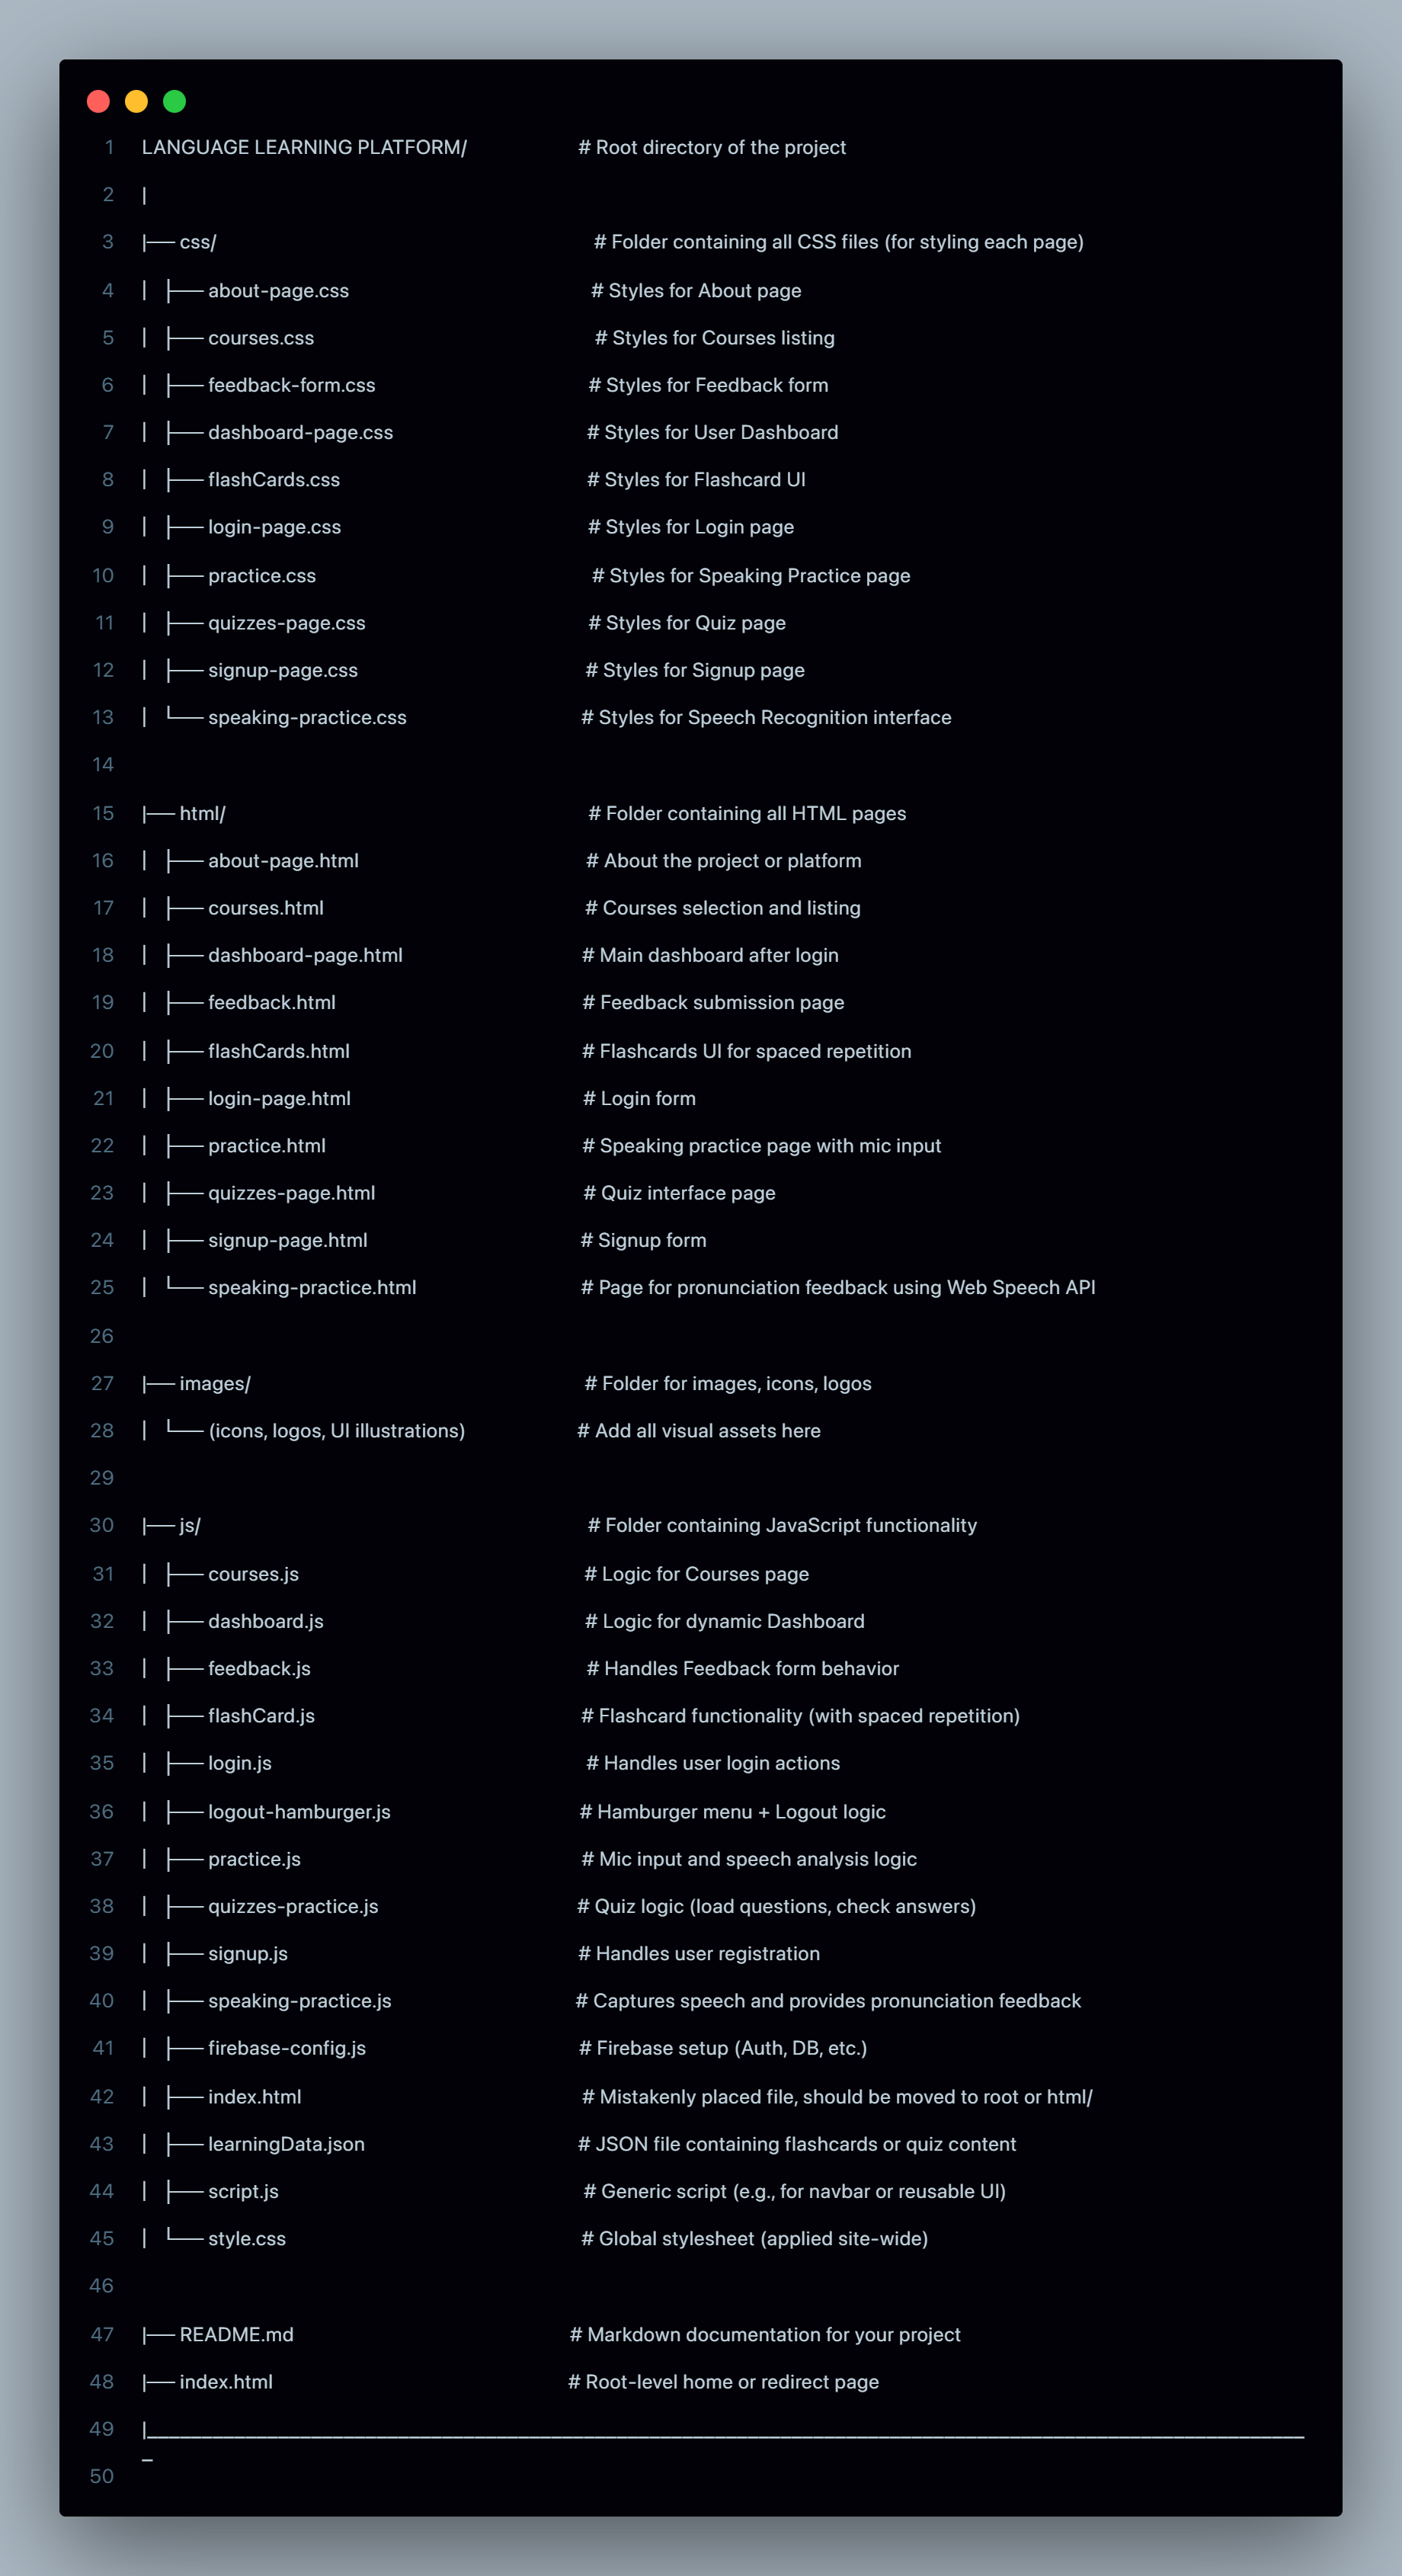 1 LANGUAGE LEARNING PLATFORM/ # Root directory of the project
2 |
3 |── css/ # Folder containing all CSS files (for styling each page)
4 │ ├── about-page.css # Styles for About page
5 │ ├── courses.css # Styles for Courses listing
6 │ ├── feedback-form.css # Styles for Feedback form
7 │ ├── dashboard-page.css # Styles for User Dashboard
8 │ ├── flashCards.css # Styles for Flashcard UI
9 │ ├── login-page.css # Styles for Login page
10 │ ├── practice.css # Styles for Speaking Practice page
11 │ ├── quizzes-page.css # Styles for Quiz page
12 │ ├── signup-page.css # Styles for Signup page
13 │ └── speaking-practice.css # Styles for Speech Recognition interface
14
15 |── html/ # Folder containing all HTML pages
16 │ ├── about-page.html # About the project or platform
17 │ ├── courses.html # Courses selection and listing
18 │ ├── dashboard-page.html # Main dashboard after login
19 │ ├── feedback.html # Feedback submission page
20 │ ├── flashCards.html # Flashcards UI for spaced repetition
21 │ ├── login-page.html # Login form
22 │ ├── practice.html # Speaking practice page with mic input
23 │ ├── quizzes-page.html # Quiz interface page
24 │ ├── signup-page.html # Signup form
25 │ └── speaking-practice.html # Page for pronunciation feedback using Web Speech API
26
27 |── images/ # Folder for images, icons, logos
28 │ └── (icons, logos, UI illustrations) # Add all visual assets here
29
30 |── js/ # Folder containing JavaScript functionality
31 │ ├── courses.js # Logic for Courses page
32 │ ├── dashboard.js # Logic for dynamic Dashboard
33 │ ├── feedback.js # Handles Feedback form behavior
34 │ ├── flashCard.js # Flashcard functionality (with spaced repetition)
35 │ ├── login.js # Handles user login actions
36 │ ├── logout-hamburger.js # Hamburger menu + Logout logic
37 │ ├── practice.js # Mic input and speech analysis logic
38 │ ├── quizzes-practice.js # Quiz logic (load questions, check answers)
39 │ ├── signup.js # Handles user registration
40 │ ├── speaking-practice.js # Captures speech and provides pronunciation feedback
41 │ ├── firebase-config.js # Firebase setup (Auth, DB, etc.)
42 │ ├── index.html # Mistakenly placed file, should be moved to root or html/
43 │ ├── learningData.json # JSON file containing flashcards or quiz content
44 │ ├── script.js # Generic script (e.g., for navbar or reusable UI)
45 │ └── style.css # Global stylesheet (applied site-wide)
46
47 |── README.md # Markdown documentation for your project
48 |── index.html # Root-level home or redirect page
49 |______________________________________________________________________________________________________________
_
50